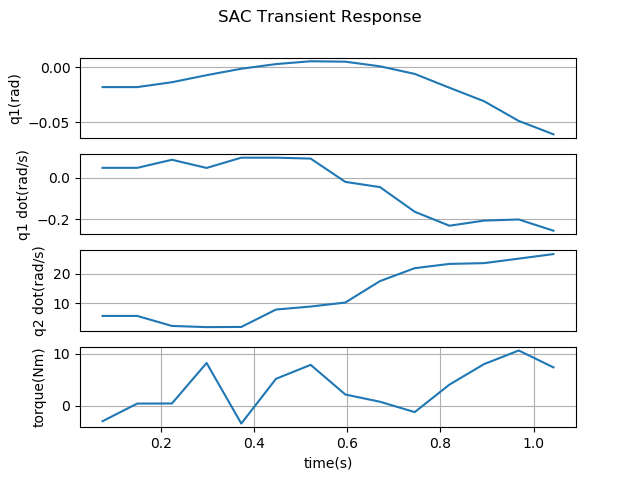 SAC Transient Response
q1(rad)
0.00
−0.05
q1 dot(rad/s)
0.0
−0.2
q2 dot(rad/s)
20
10
torque(Nm)
10
0
0.2 0.4 0.6 0.8 1.0
time(s)